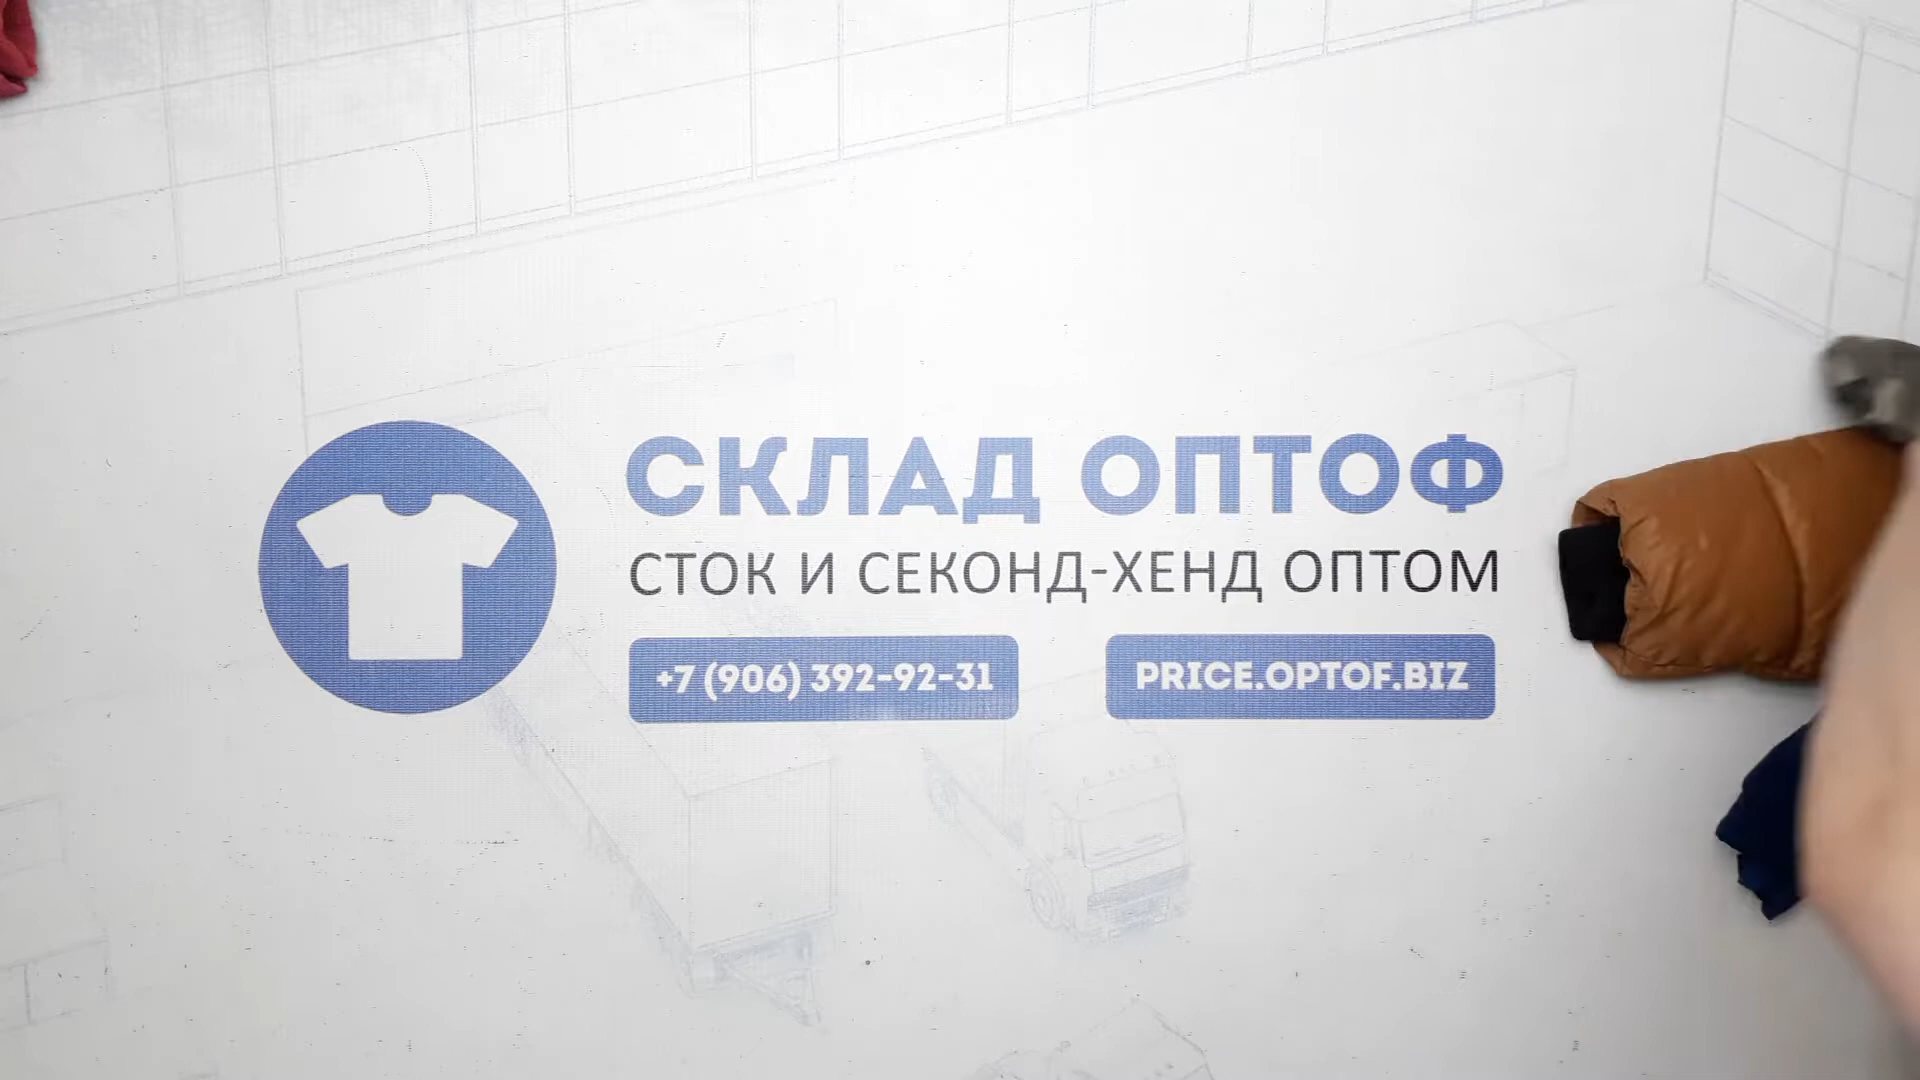 СКЛАД ОПТОФ
СТОК И СЕКОНД-ХЕНД ОПТОМ
+7 (906) 392-92-31
PRICE.OPTOF.BIZ